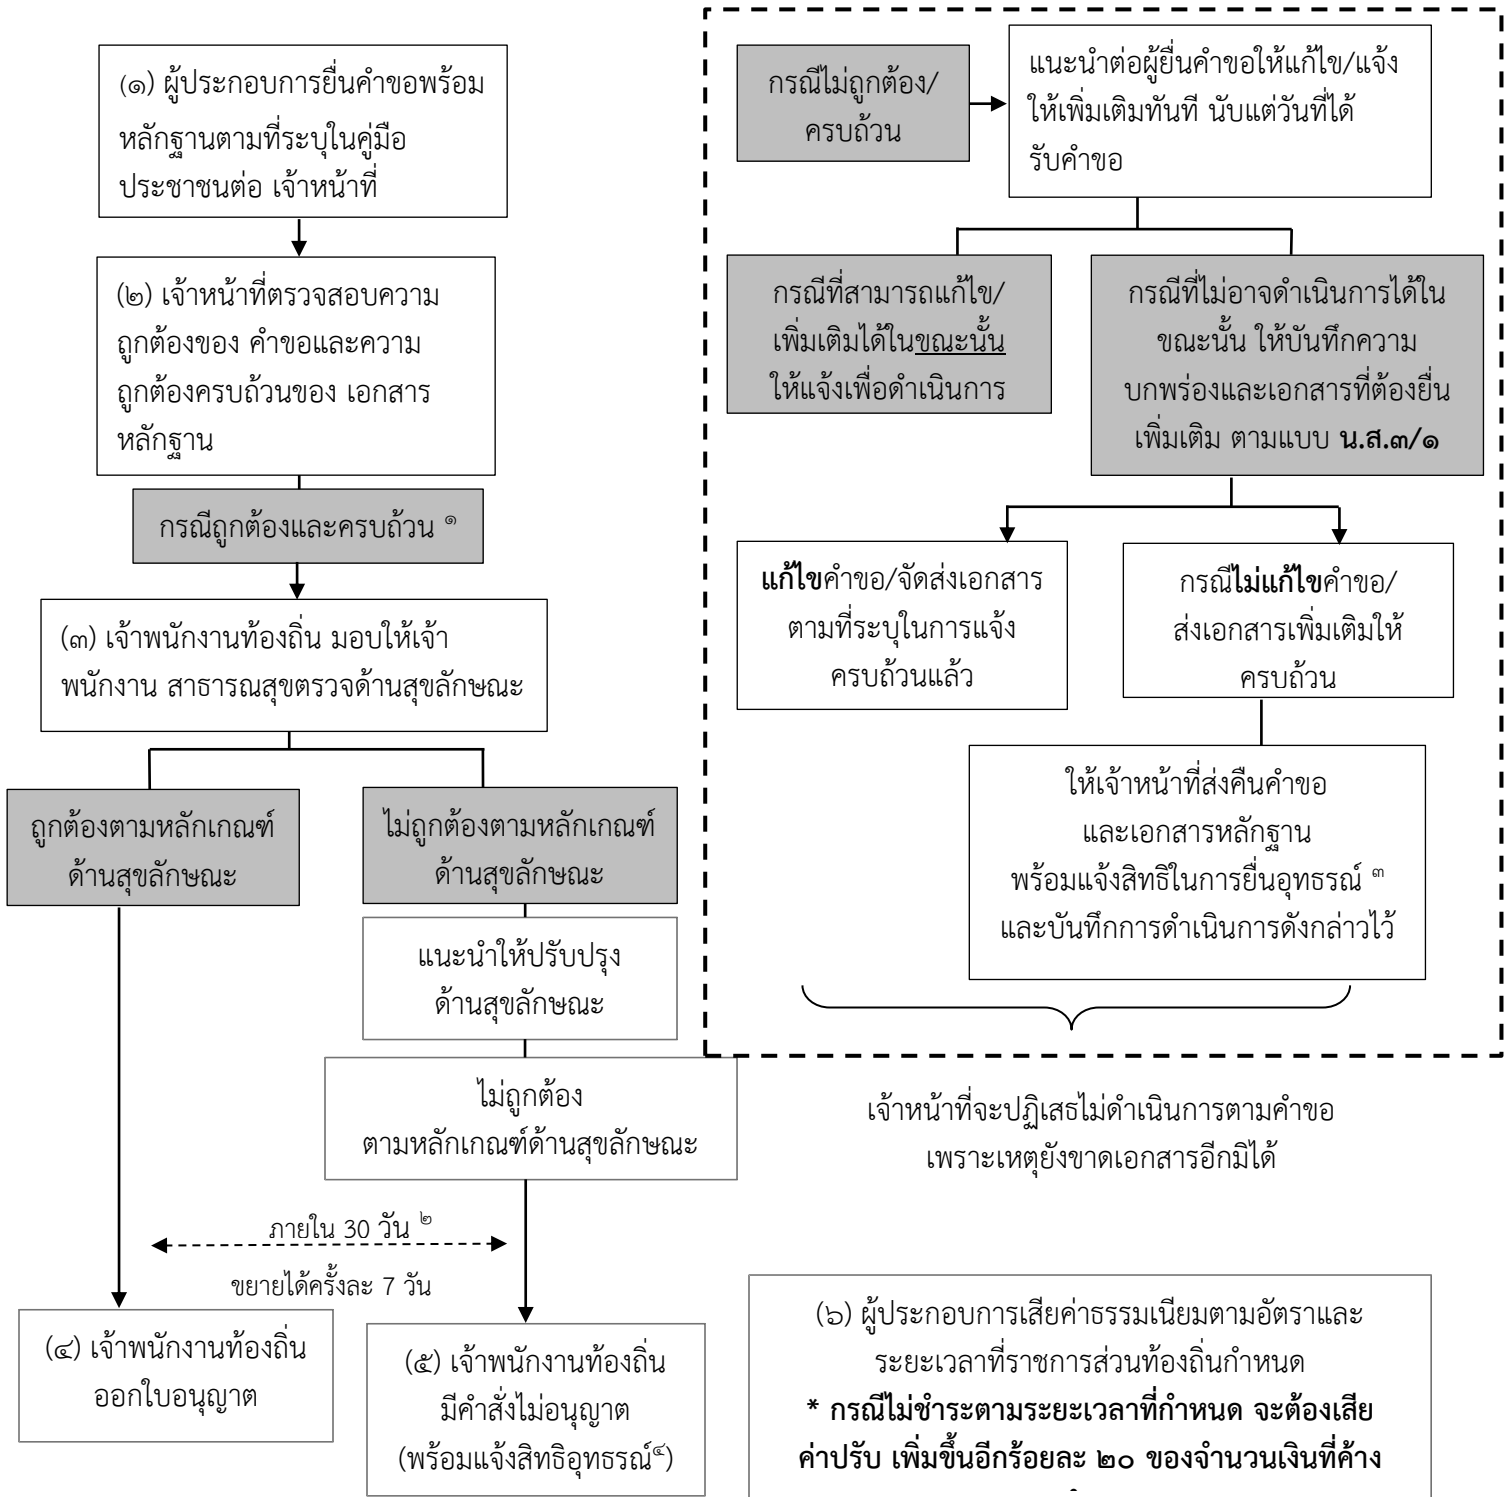 (๑) ผู้ประกอบการยื่นคำขอพร้อม
หลักฐานตามที่ระบุในคู่มือ
ประชาชนต่อ เจ้าหน้าที่
(๒) เจ้าหน้าที่ตรวจสอบความ
ถูกต้องของ คำขอและความ
ถูกต้องครบถ้วนของ เอกสาร
หลักฐาน
กรณีถูกต้องและครบถ้วน ๑
(๓) เจ้าพนักงานท้องถิ่น มอบให้เจ้า
พนักงาน สาธารณสุขตรวจด้านสุขลักษณะ
ถูกต้องตามหลักเกณฑ์
ด้านสุขลักษณะ
ไม่ถูกต้องตามหลักเกณฑ์
ด้านสุขลักษณะ
แนะนำให้ปรับปรุง
ด้านสุขลักษณะ
ไม่ถูกต้อง
ตามหลักเกณฑ์ด้านสุขลักษณะ
ภายใน 30 วัน ๒
ขยายได้ครั้งละ 7 วัน
(๔) เจ้าพนักงานท้องถิ่น
ออกใบอนุญาต
(๕) เจ้าพนักงานท้องถิ่น
มีคำสั่งไม่อนุญาต
(พร้อมแจ้งสิทธิอุทธรณ์๔)
กรณีไม่ถูกต้อง/
ครบถ้วน
แนะนำต่อผู้ยื่นคำขอให้แก้ไข/แจ้ง
ให้เพิ่มเติมทันที นับแต่วันที่ได้
รับคำขอ
กรณีที่สามารถแก้ไข/
เพิ่มเติมได้ในขณะนั้น
ให้แจ้งเพื่อดำเนินการ
กรณีที่ไม่อาจดำเนินการได้ใน
ขณะนั้น ให้บันทึกความ
บกพร่องและเอกสารที่ต้องยื่น
เพิ่มเติม ตามแบบ น.ส.๓/๑
แก้ไขคำขอ/จัดส่งเอกสาร
ตามที่ระบุในการแจ้ง
ครบถ้วนแล้ว
กรณีไม่แก้ไขคำขอ/
ส่งเอกสารเพิ่มเติมให้
ครบถ้วน
ให้เจ้าหน้าที่ส่งคืนคำขอ
และเอกสารหลักฐาน
พร้อมแจ้งสิทธิในการยื่นอุทธรณ์ ๓
และบันทึกการดำเนินการดังกล่าวไว้
เจ้าหน้าที่จะปฏิเสธไม่ดำเนินการตามคำขอ
เพราะเหตุยังขาดเอกสารอีกมิได้
(๖) ผู้ประกอบการเสียค่าธรรมเนียมตามอัตราและ
ระยะเวลาที่ราชการส่วนท้องถิ่นกำหนด
* กรณีไม่ชำระตามระยะเวลาที่กำหนด จะต้องเสีย
ค่าปรับ เพิ่มขึ้นอีกร้อยละ ๒๐ ของจำนวนเงินที่ค้าง